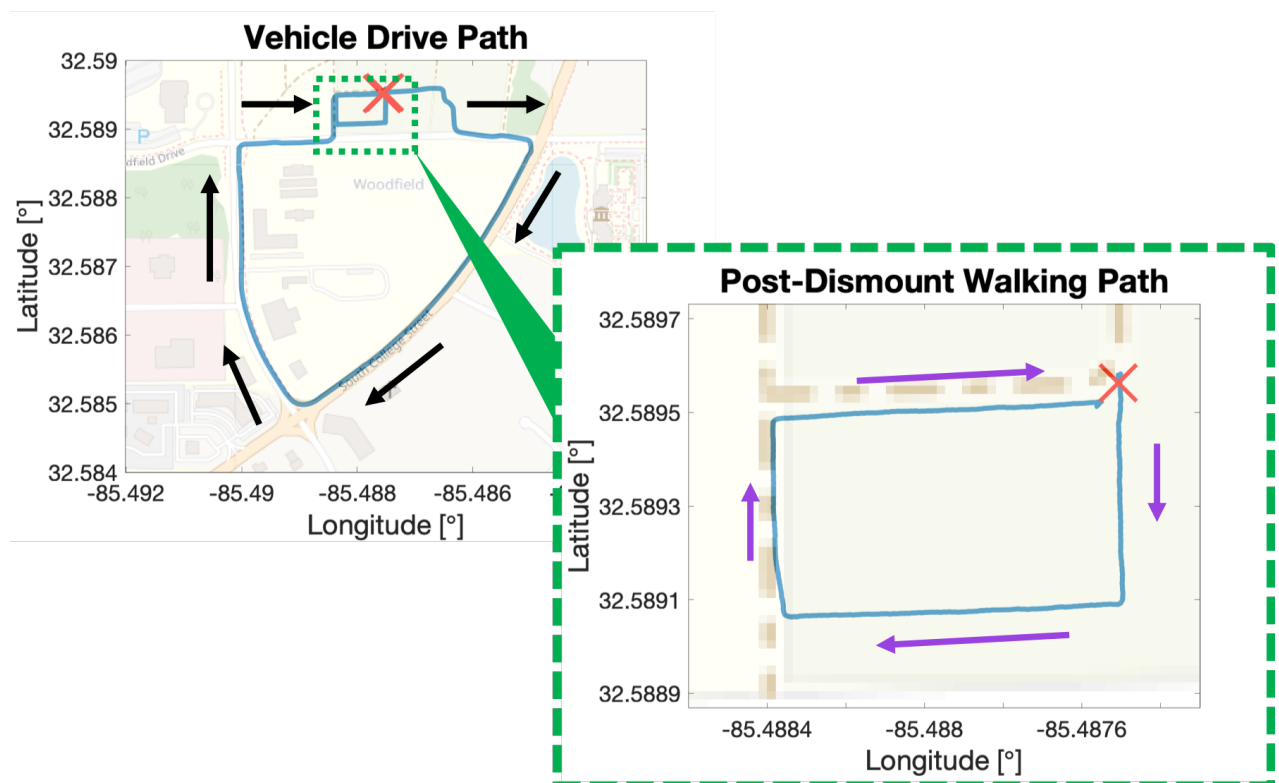 Vehicle Drive Path
32.59
32.589
32.588
32.587
32.586
32.585
32.584
Latitude [°]
P
dfield Drive
Woodfield
South College Street
-85.492
-85.49
-85.488
-85.486
Longitude [°]
Post-Dismount Walking Path
32.5897
32.5895
32.5893
32.5891
32.5889
Latitude [°]
-85.4884
-85.488
-85.4876
Longitude [°]